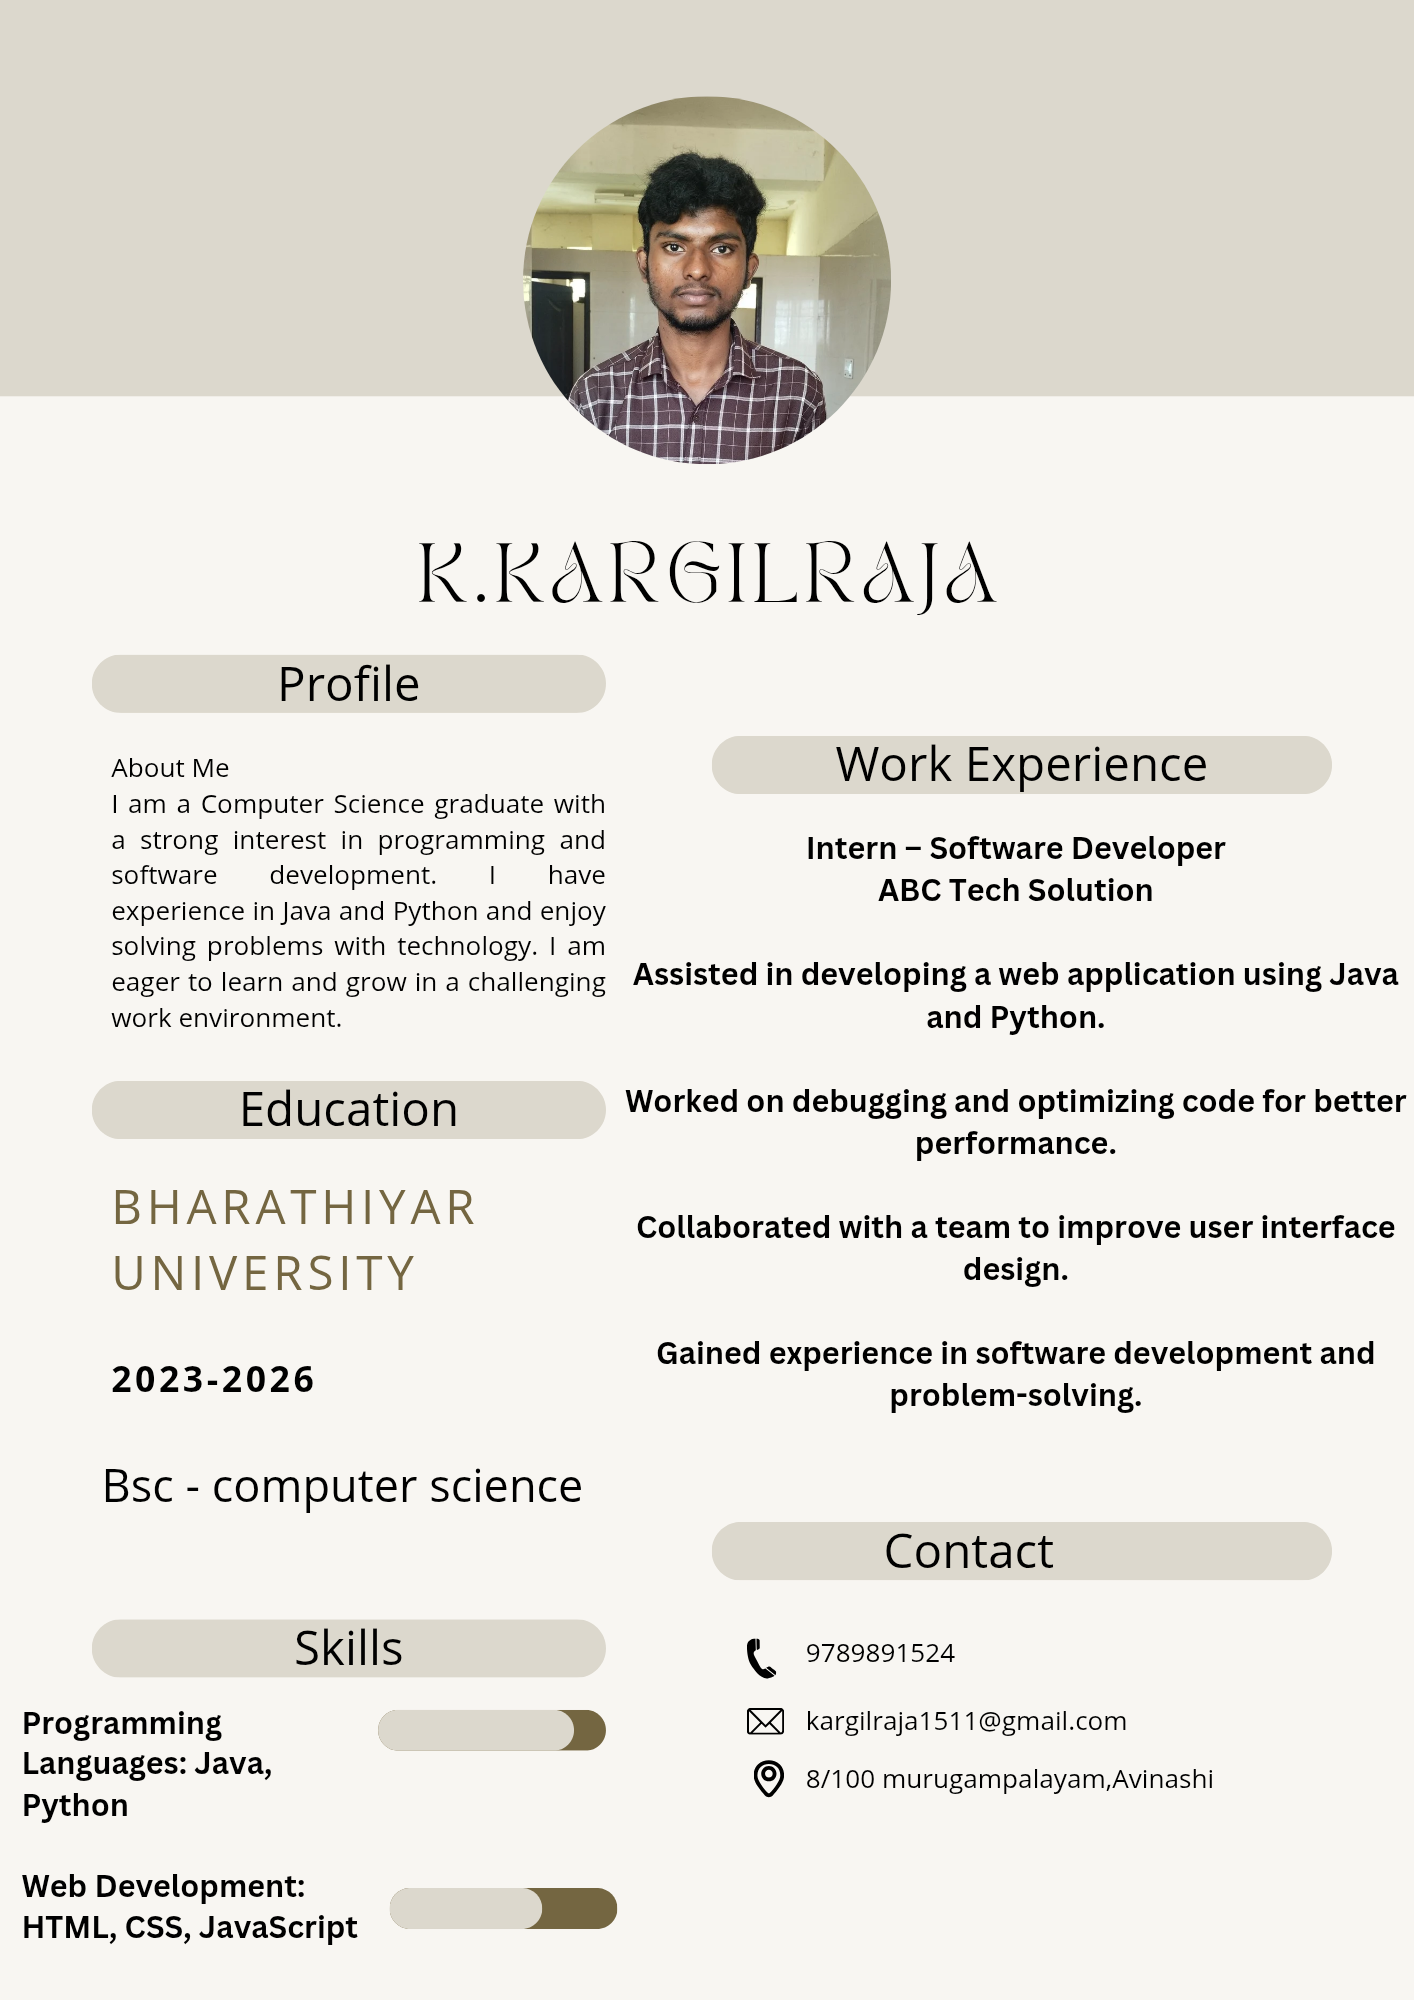 K.KARGILRAJA
Profile
About Me
I am a Computer Science graduate with
a strong interest in programming and
software development. I have
experience in Java and Python and enjoy
solving problems with technology. I am
eager to learn and grow in a challenging
work environment.
Education
BHARATHIYAR
UNIVERSITY
2023-2026
Bsc - computer science
Skills
Programming
Languages: Java,
Python
Web Development:
HTML, CSS, JavaScript
Work Experience
Intern – Software Developer
ABC Tech Solution
Assisted in developing a web application using Java
and Python.
Worked on debugging and optimizing code for better
performance.
Collaborated with a team to improve user interface
design.
Gained experience in software development and
problem-solving.
Contact
9789891524
kargilraja1511@gmail.com
8/100 murugampalayam,Avinashi